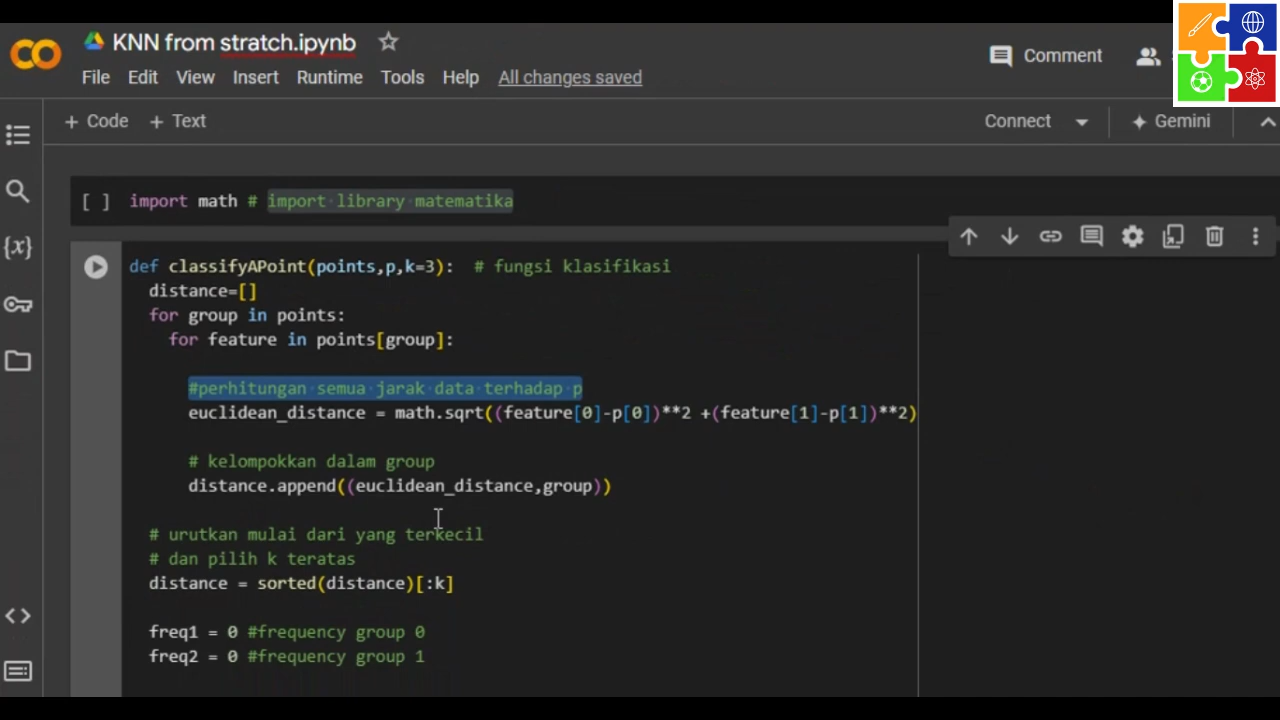 KNN from stratch.ipynb
File Edit View Insert Runtime Tools Help All changes saved
Comment
+ Code + Text
Connect
Gemini
[ ] import math # import library matematika
def classifyAPoint(points,p,k=3): # fungsi klasifikasi
distance=[]
for group in points:
for feature in points[group]:
#perhitungan semua jarak data terhadap p
euclidean_distance = math.sqrt((feature[0]-p[0])**2 +(feature[1]-p[1])**2)
# kelompokkan dalam group
distance.append((euclidean_distance,group))
# urutkan mulai dari yang terkecil
# dan pilih k teratas
distance = sorted(distance)[:k]
freq1 = 0 #frequency group 0
freq2 = 0 #frequency group 1